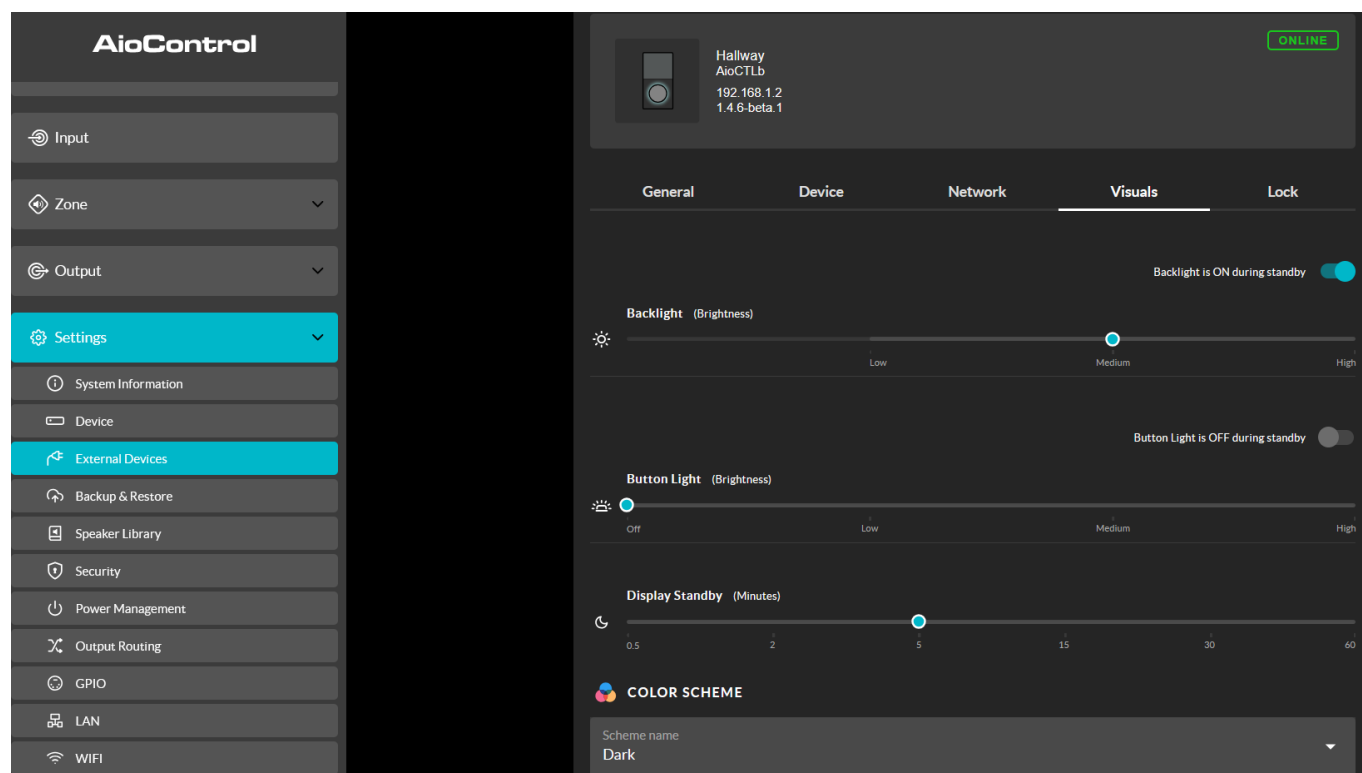 AioControl
Input
Zone
Output
Settings
System Information
Device
External Devices
Backup & Restore
Speaker Library
Security
Power Management
Output Routing
GPIO
LAN
WIFI
Hallway
AioCTLb
192.168.1.2
1.4.6-beta.1
ONLINE
General Device Network Visuals Lock
Backlight is ON during standby
Backlight (Brightness)
Low Medium High
Button Light is OFF during standby
Button Light (Brightness)
Off Low Medium High
Display Standby (Minutes)
0.5 2 5 15 30 60
COLOR SCHEME
Scheme name
Dark